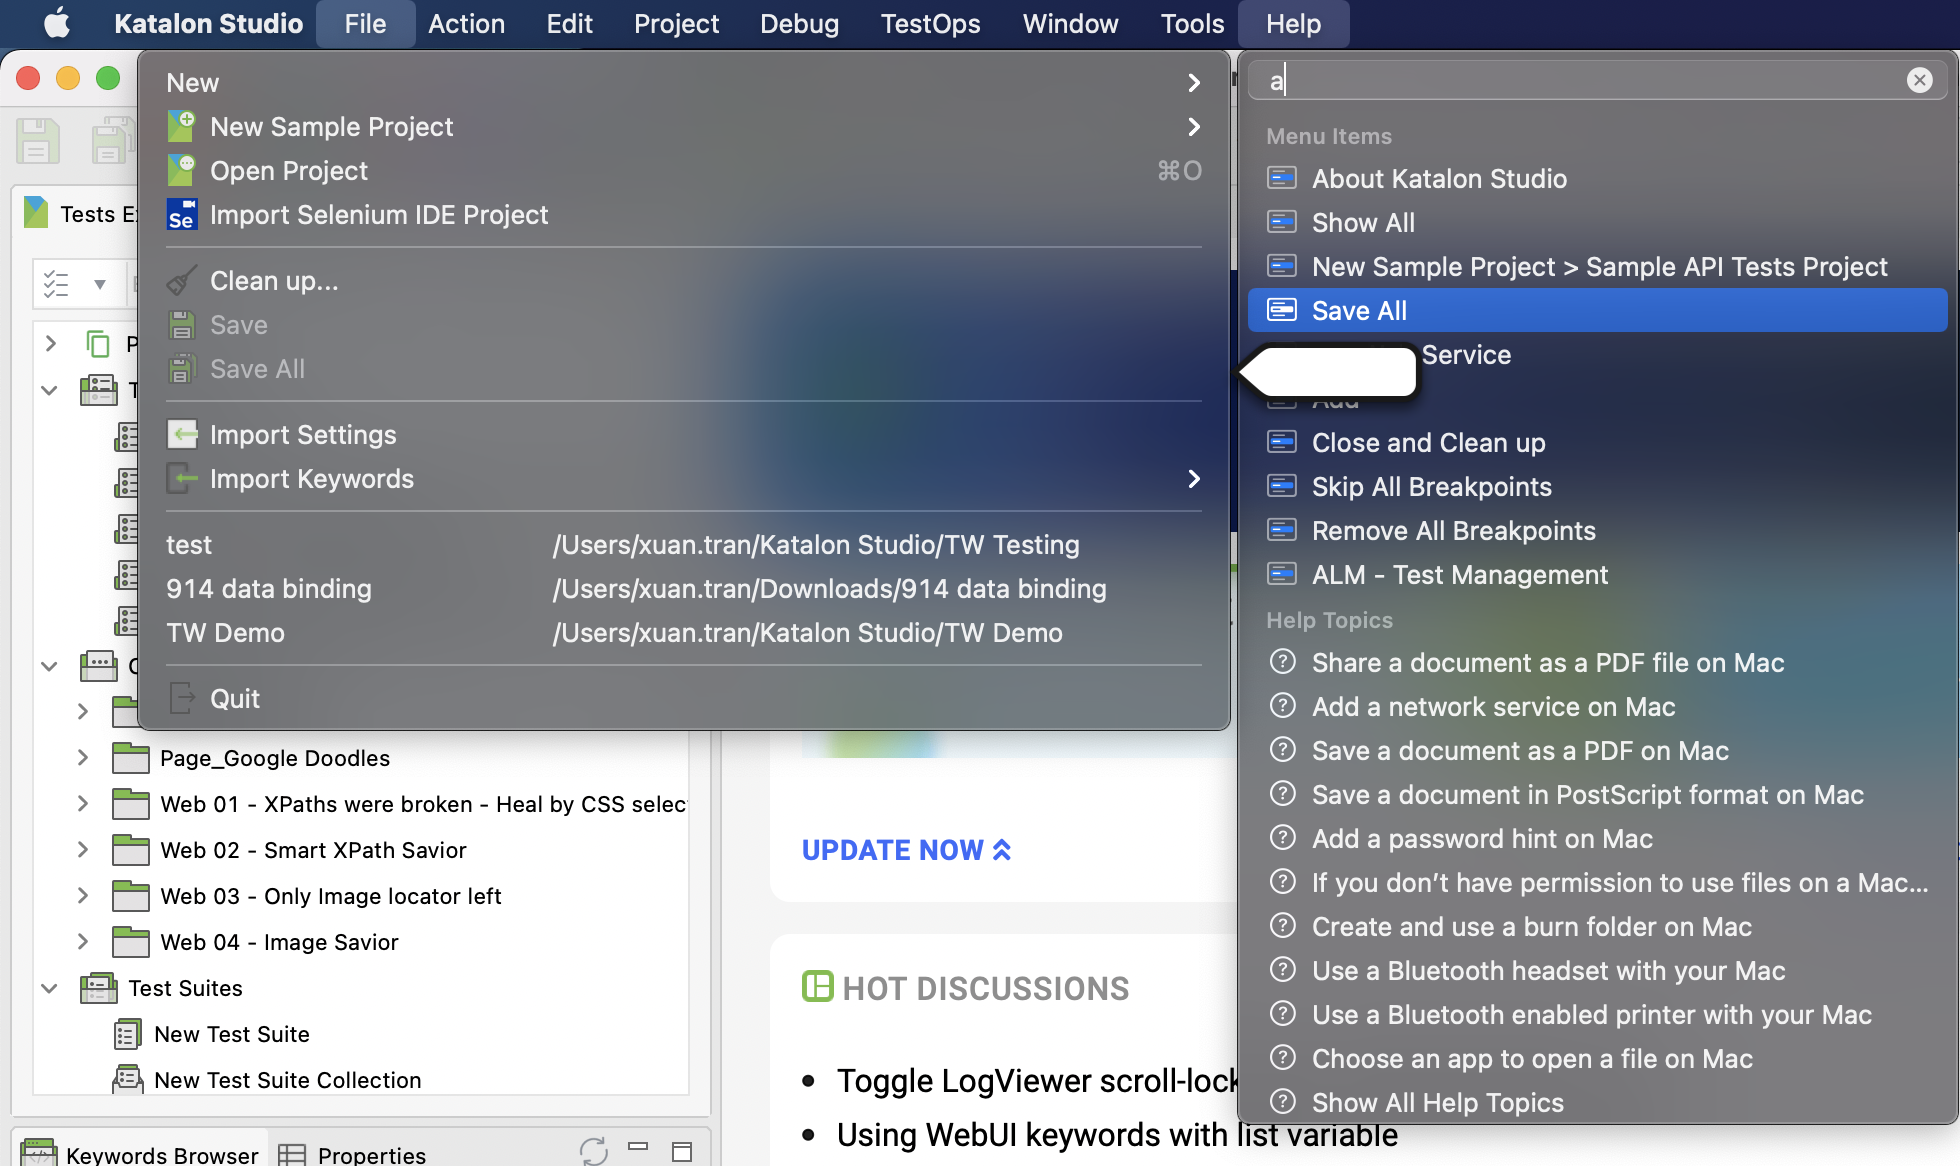 Katalon Studio File Action Edit Project Debug TestOps Window Tools Help
New
New Sample Project
Open Project ⌘O
Se Import Selenium IDE Project
Clean up...
Save
Save All
Import Settings
Import Keywords
test /Users/xuan.tran/Katalon Studio/TW Testing
914 data binding /Users/xuan.tran/Downloads/914 data binding
TW Demo /Users/xuan.tran/Katalon Studio/TW Demo
Quit
a
Menu Items
About Katalon Studio
Show All
New Sample Project > Sample API Tests Project
Save All
Service
Add
Close and Clean up
Skip All Breakpoints
Remove All Breakpoints
ALM - Test Management
Help Topics
Share a document as a PDF file on Mac
Add a network service on Mac
Save a document as a PDF on Mac
Save a document in PostScript format on Mac
Add a password hint on Mac
If you don't have permission to use files on a Mac...
Create and use a burn folder on Mac
Use a Bluetooth headset with your Mac
Use a Bluetooth enabled printer with your Mac
Choose an app to open a file on Mac
Show All Help Topics
Tests E
P
T
Page_Google Doodles
Web 01 - XPaths were broken - Heal by CSS selec
Web 02 - Smart XPath Savior
Web 03 - Only Image locator left
Web 04 - Image Savior
Test Suites
New Test Suite
New Test Suite Collection
Keywords Browser Properties
UPDATE NOW
HOT DISCUSSIONS
• Toggle LogViewer scroll-lock
• Using WebUI keywords with list variable